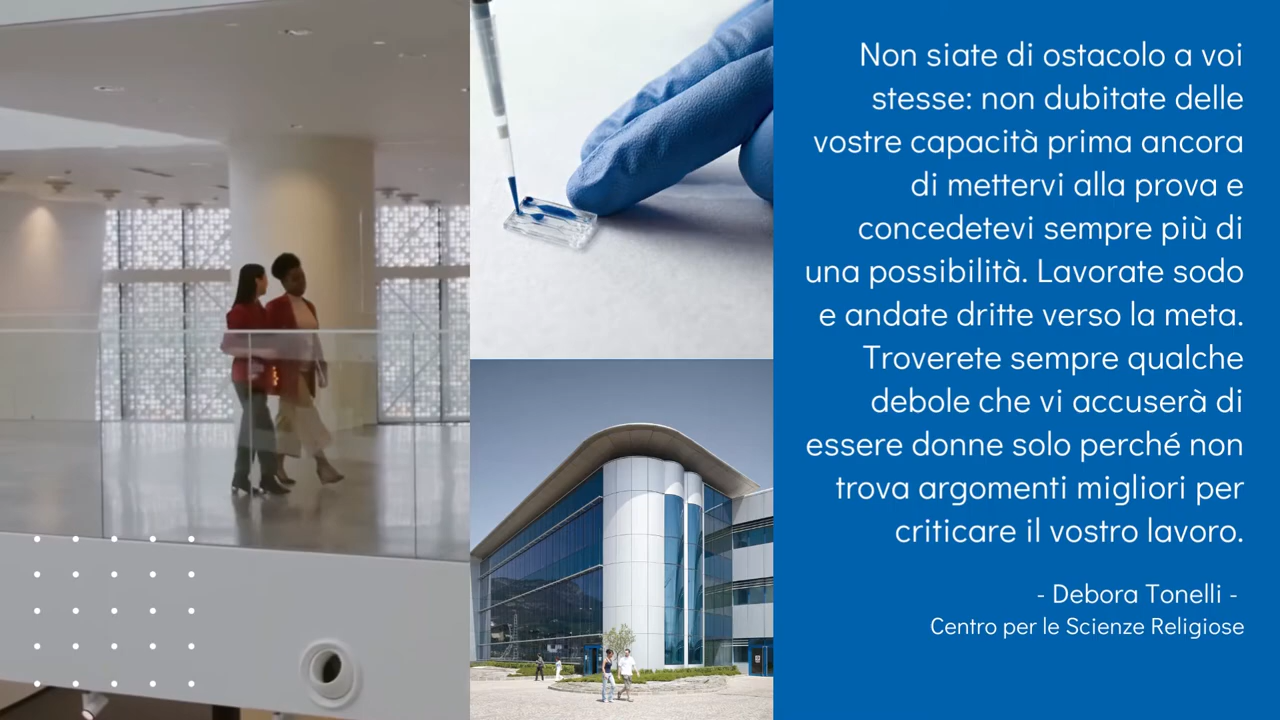 Non siate di ostacolo a voi
stesse: non dubitate delle
vostre capacità prima ancora
di mettervi alla prova e
concedetevi sempre più di
una possibilità. Lavorate sodo
e andate dritte verso la meta.
Troverete sempre qualche
debole che vi accuserà di
essere donne solo perché non
trova argomenti migliori per
criticare il vostro lavoro.
- Debora Tonelli -
Centro per le Scienze Religiose